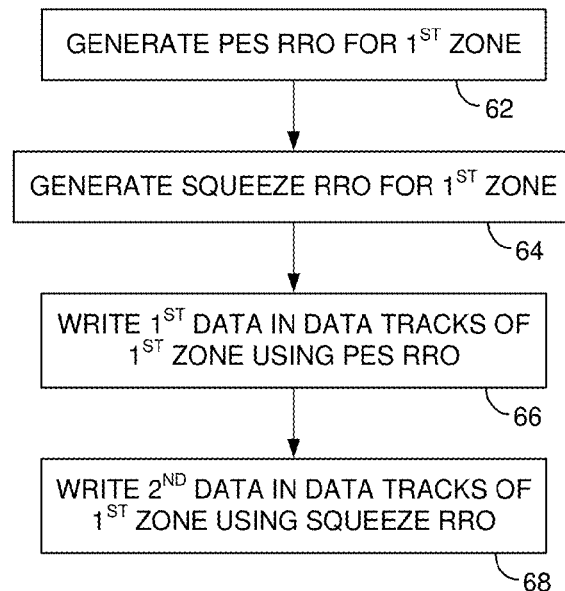 GENERATE PES RRO FOR 1ST ZONE
62
GENERATE SQUEEZE RRO FOR 1ST ZONE
64
WRITE 1ST DATA IN DATA TRACKS OF
1ST ZONE USING PES RRO
66
WRITE 2ND DATA IN DATA TRACKS OF
1ST ZONE USING SQUEEZE RRO
68